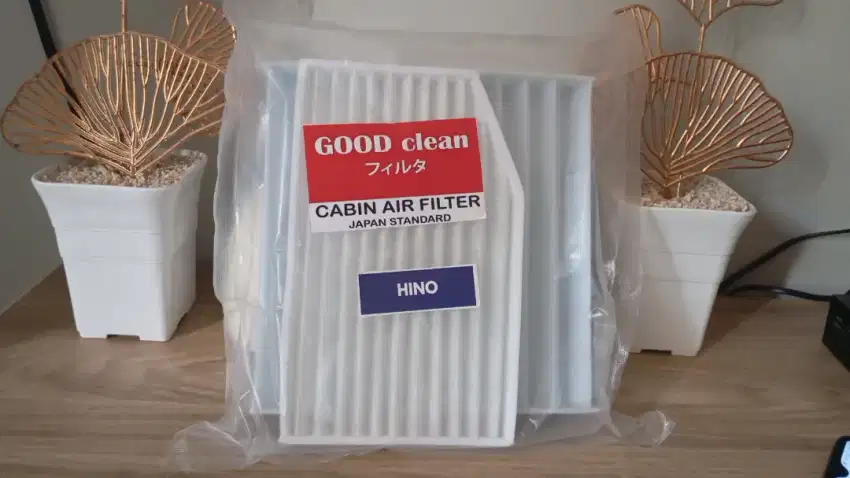 GOOD clean
フィルタ
CABIN AIR FILTER
JAPAN STANDARD
HINO